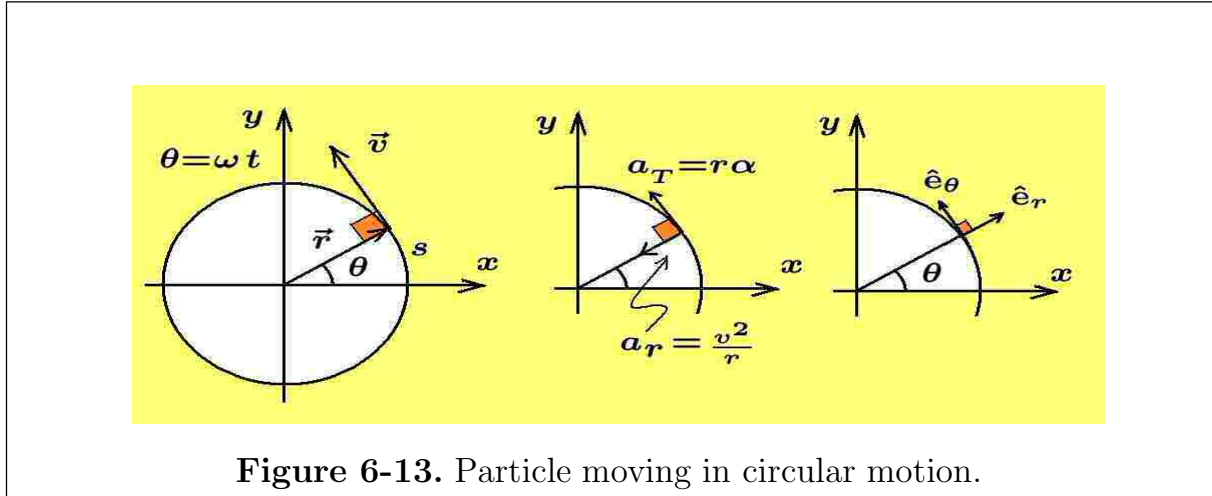 y
θ=ω t
v⃗
r⃗
θ
s
x
y
a_T=rα
x
a_r = v²/r
y
ê_θ
ê_r
θ
x
Figure 6-13. Particle moving in circular motion.